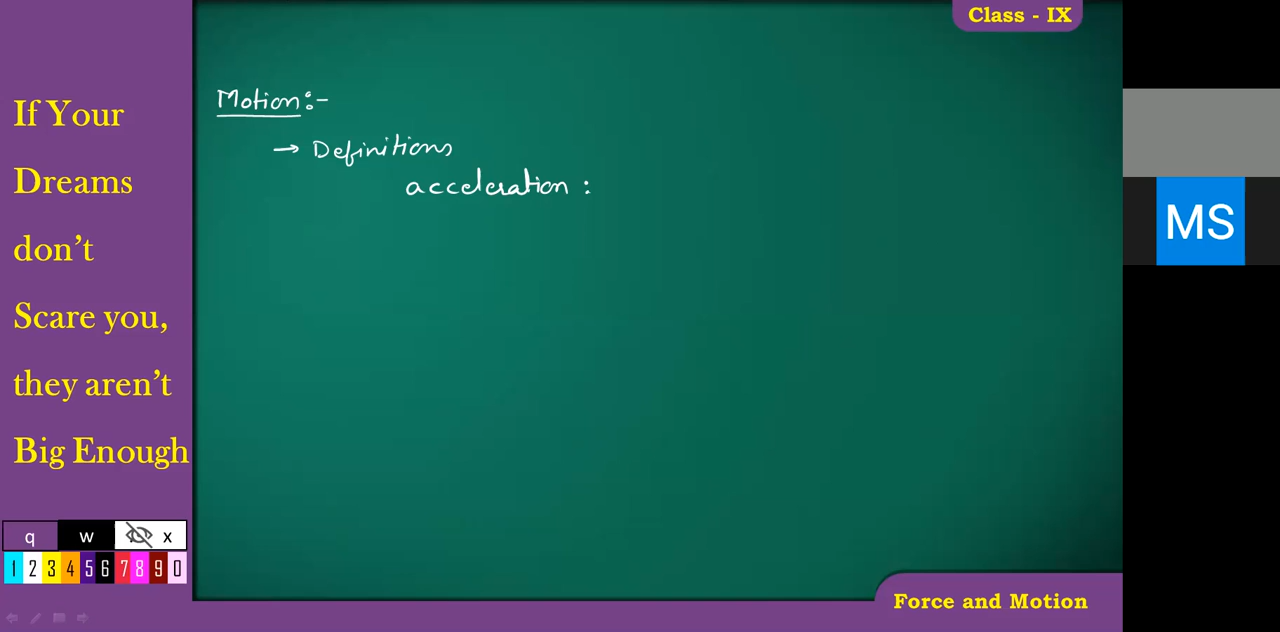 Class - IX
If Your
Dreams
don't
Scare you,
they aren't
Big Enough
Motion:-
→ Definitions
acceleration :
MS
q w x
1 2 3 4 5 6 7 8 9 0
Force and Motion